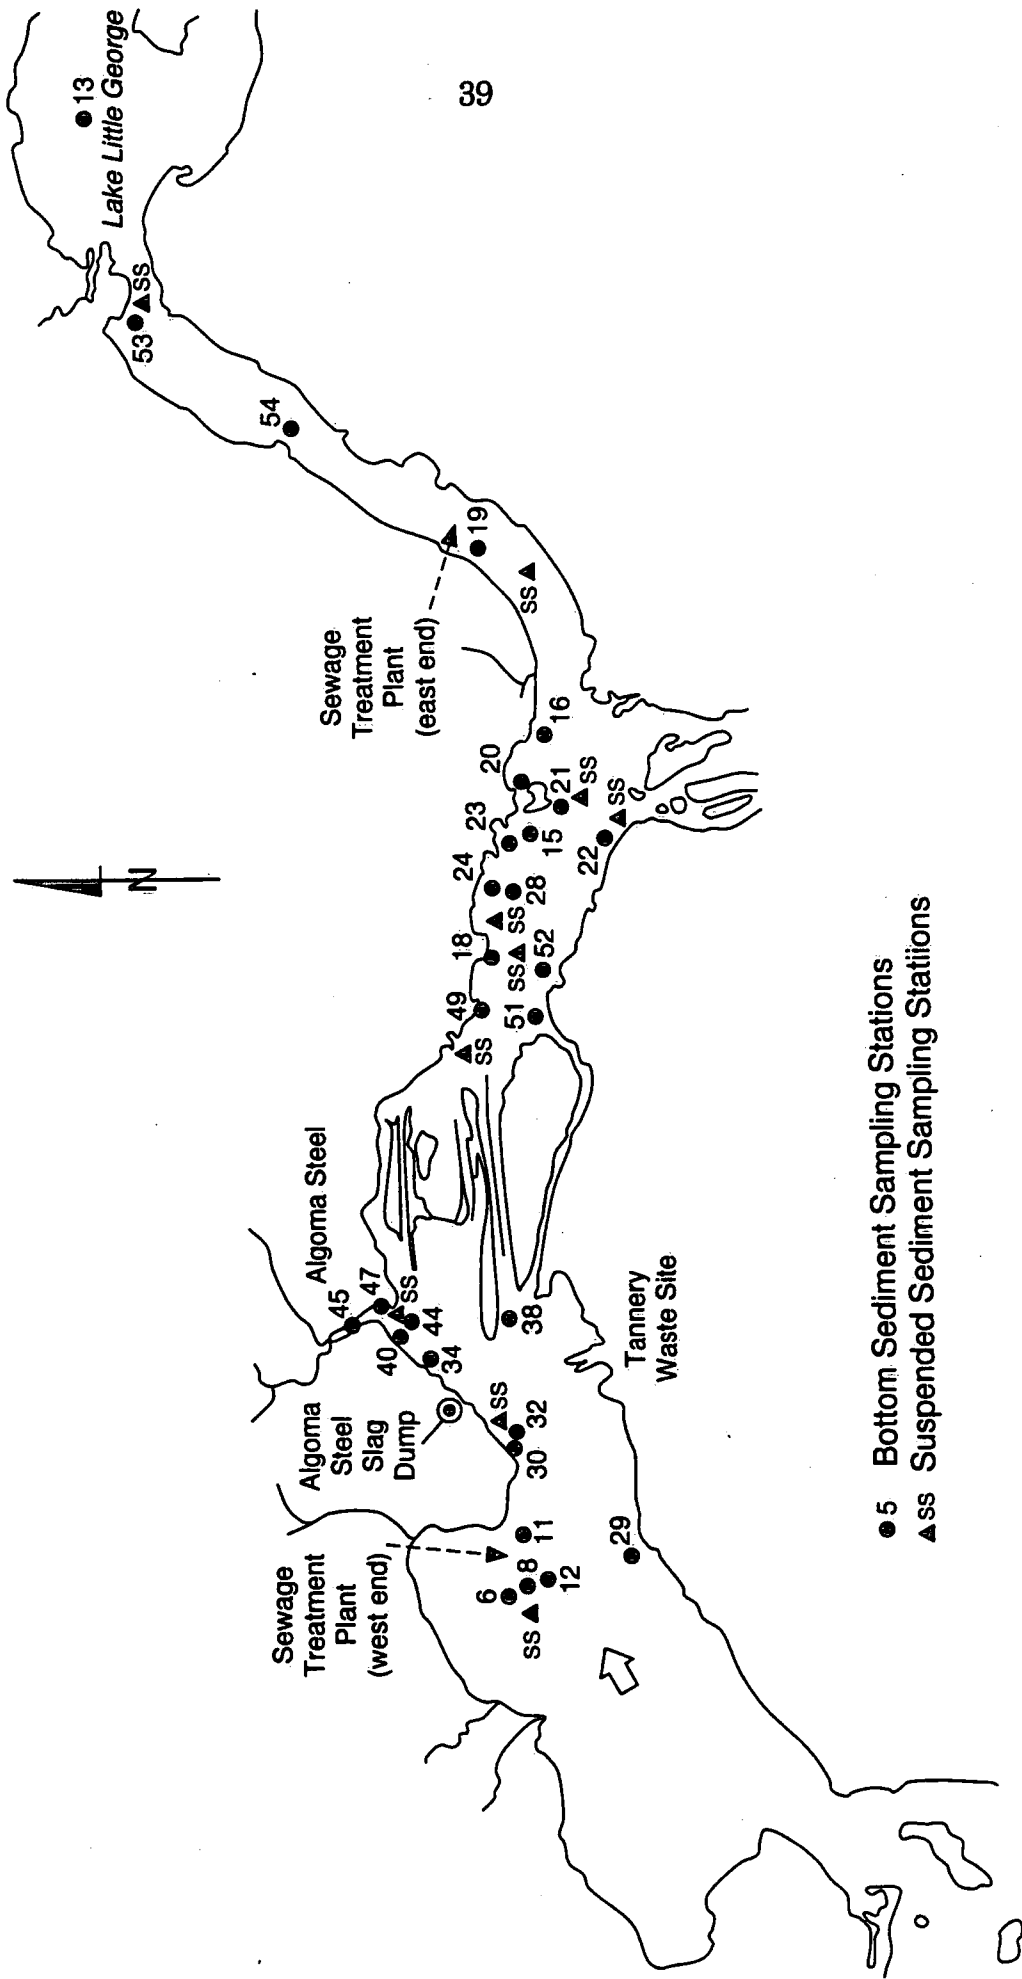 39
13
Lake Little George
SS
53
54
Sewage
Treatment
Plant
(east end)
19
SS
16
20
21
SS
SS
23
15
22
24
28
N
18
SS
SS
52
49
51
SS
Algoma Steel
45
47
SS
44
40
34
38
Tannery
Waste Site
Algoma
Steel
Slag
Dump
SS
32
30
Sewage
Treatment
Plant
(west end)
11
6
8
12
SS
29
5 Bottom Sediment Sampling Stations
SS Suspended Sediment Sampling Statiions